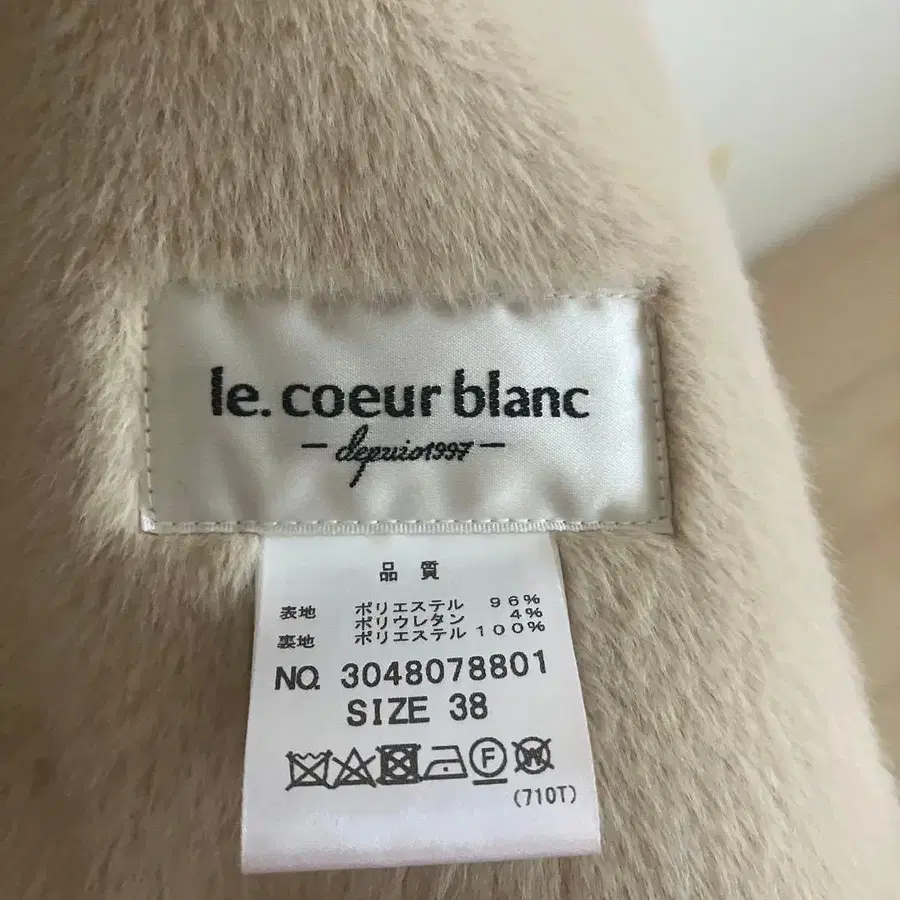 le. coeur blanc
- depuis1997 -
品質
表地 ポリエステル 96%
ポリウレタン 4%
裏地 ポリエステル 100%
NO. 3048078801
SIZE 38
F W
(710T)